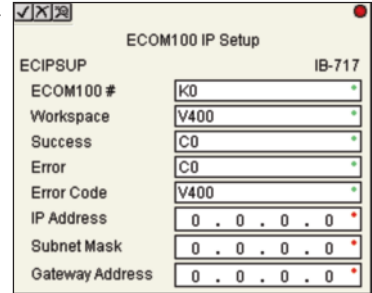 ECOM100 IP Setup
ECIPSUP IB-717
ECOM100 # K0
Workspace V400
Success C0
Error C0
Error Code V400
IP Address 0 . 0 . 0 . 0
Subnet Mask 0 . 0 . 0 . 0
Gateway Address 0 . 0 . 0 . 0